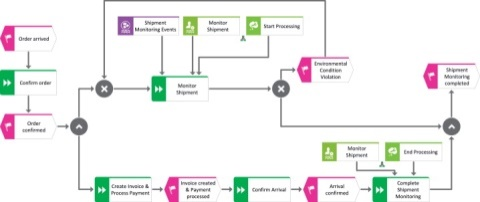 Order arrived
Confirm order
Order
confirmed
Shipment
Monitoring Events
Monitor
Shipment
Start Processing
Monitor
Shipment
Environmental
Condition
Violation
Shipment
Monitoring
completed
Monitor
Shipment
End Processing
Create Invoice &
Process Payment
Invoice created
& Payment
processed
Confirm Arrival
Arrival
confirmed
Complete
Shipment
Monitoring